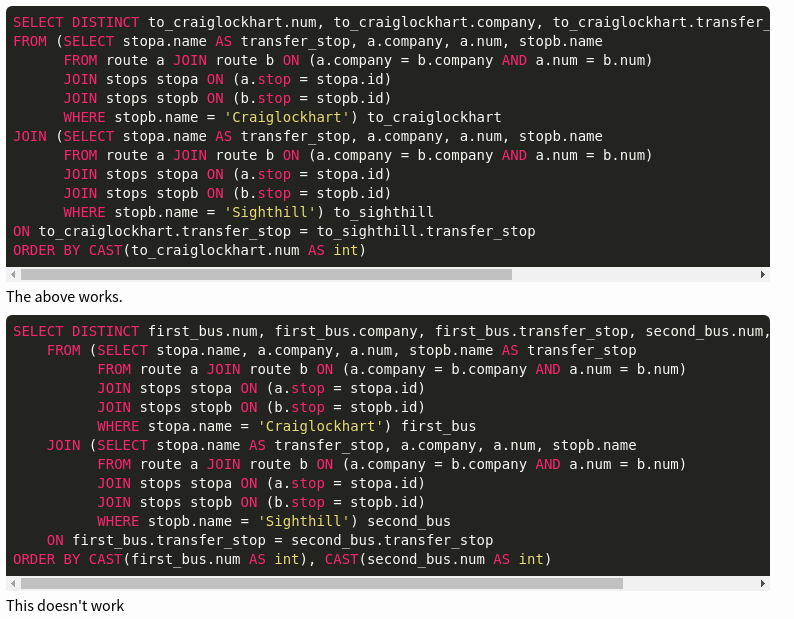 SELECT DISTINCT to_craiglockhart.num, to_craiglockhart.company, to_craiglockhart.transfer_
FROM (SELECT stopa.name AS transfer_stop, a.company, a.num, stopb.name
FROM route a JOIN route b ON (a.company = b.company AND a.num = b.num)
JOIN stops stopa ON (a.stop = stopa.id)
JOIN stops stopb ON (b.stop = stopb.id)
WHERE stopb.name = 'Craiglockhart') to_craiglockhart
JOIN (SELECT stopa.name AS transfer_stop, a.company, a.num, stopb.name
FROM route a JOIN route b ON (a.company = b.company AND a.num = b.num)
JOIN stops stopa ON (a.stop = stopa.id)
JOIN stops stopb ON (b.stop = stopb.id)
WHERE stopb.name = 'Sighthill') to_sighthill
ON to_craiglockhart.transfer_stop = to_sighthill.transfer_stop
ORDER BY CAST(to_craiglockhart.num AS int)
The above works.
SELECT DISTINCT first_bus.num, first_bus.company, first_bus.transfer_stop, second_bus.num,
FROM (SELECT stopa.name, a.company, a.num, stopb.name AS transfer_stop
FROM route a JOIN route b ON (a.company = b.company AND a.num = b.num)
JOIN stops stopa ON (a.stop = stopa.id)
JOIN stops stopb ON (b.stop = stopb.id)
WHERE stopa.name = 'Craiglockhart') first_bus
JOIN (SELECT stopa.name AS transfer_stop, a.company, a.num, stopb.name
FROM route a JOIN route b ON (a.company = b.company AND a.num = b.num)
JOIN stops stopa ON (a.stop = stopa.id)
JOIN stops stopb ON (b.stop = stopb.id)
WHERE stopb.name = 'Sighthill') second_bus
ON first_bus.transfer_stop = second_bus.transfer_stop
ORDER BY CAST(first_bus.num AS int), CAST(second_bus.num AS int)
This doesn't work